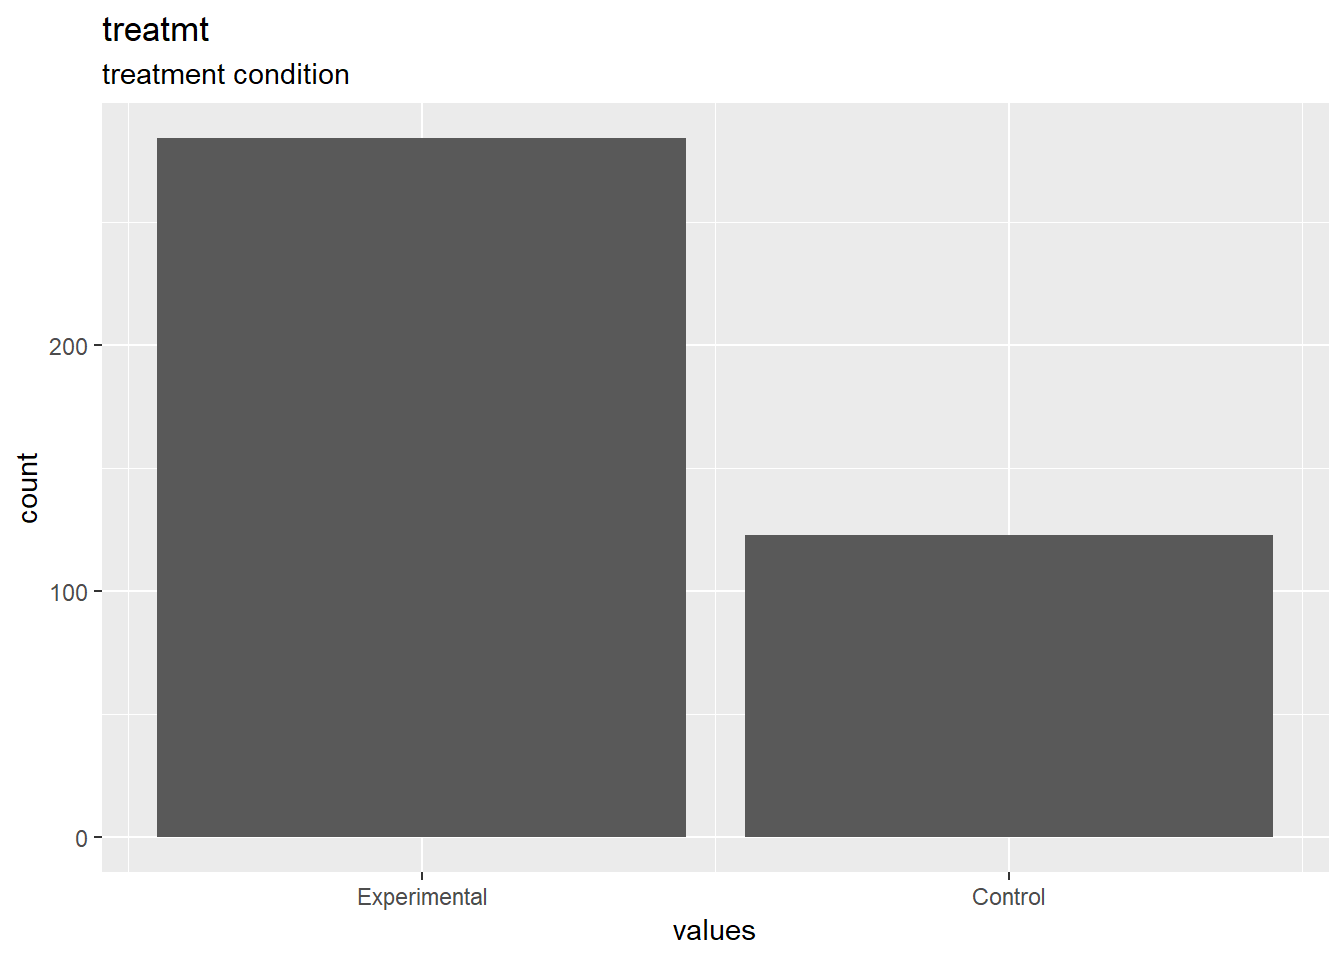 treatmt
treatment condition
200
100
0
count
Experimental
Control
values